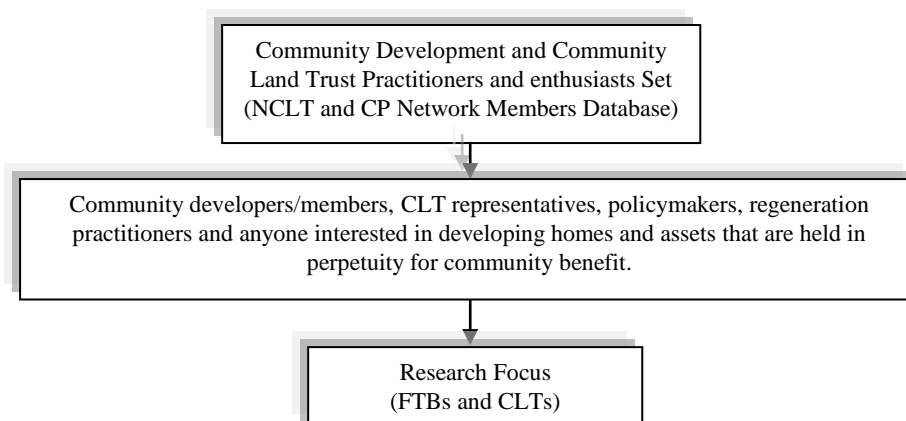 Community Development and Community
Land Trust Practitioners and enthusiasts Set
(NCLT and CP Network Members Database)
Community developers/members, CLT representatives, policymakers, regeneration
practitioners and anyone interested in developing homes and assets that are held in
perpetuity for community benefit.
Research Focus
(FTBs and CLTs)